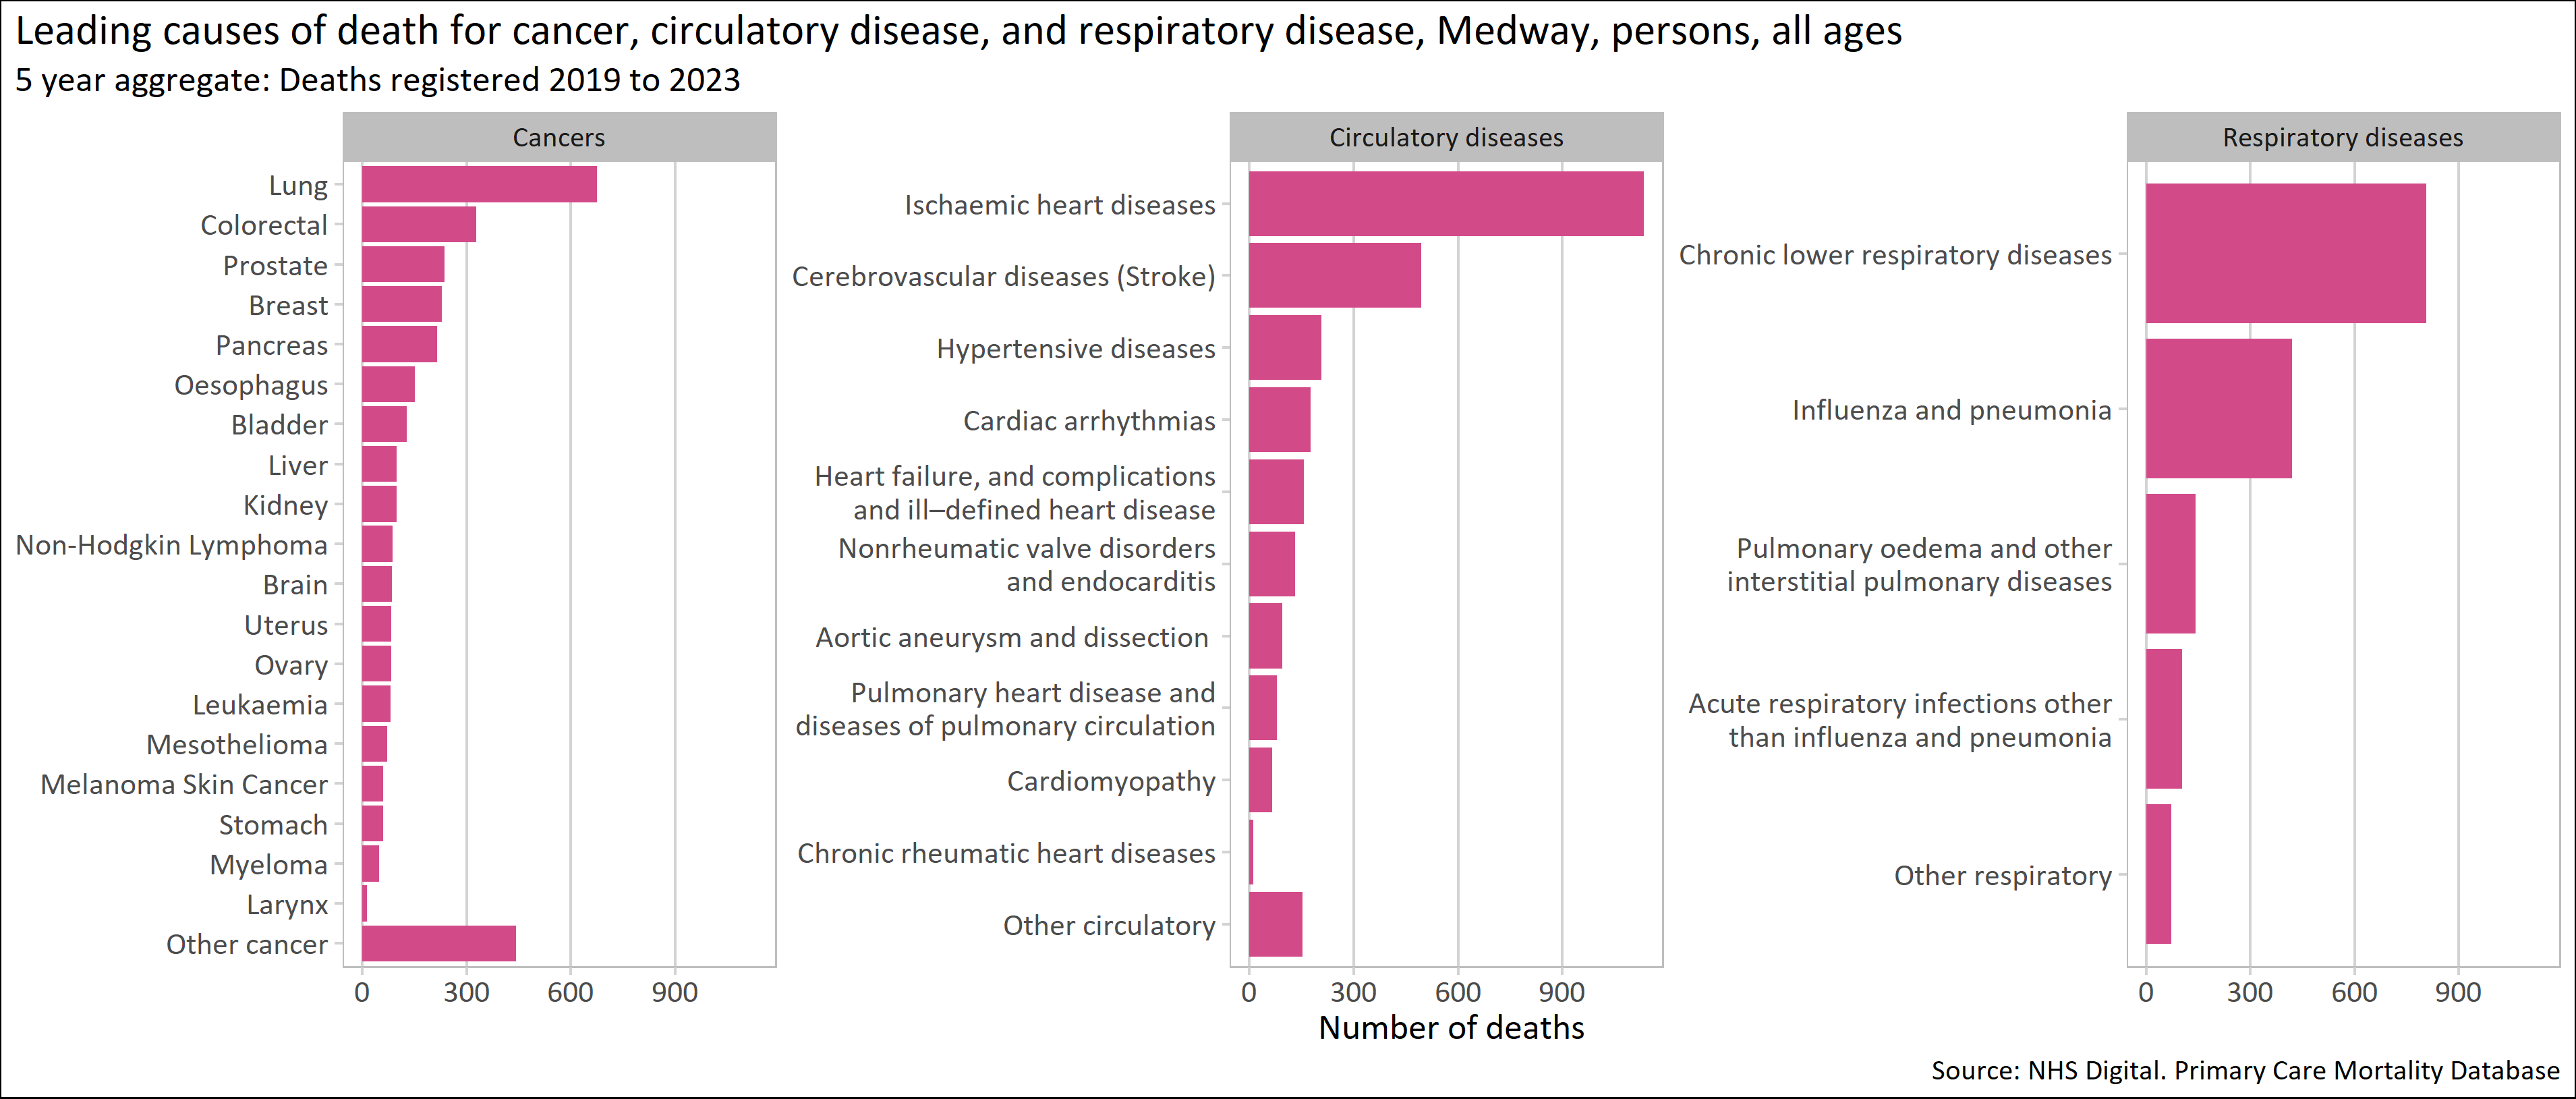 Leading causes of death for cancer, circulatory disease, and respiratory disease, Medway, persons, all ages
5 year aggregate: Deaths registered 2019 to 2023
Cancers
Lung
Colorectal
Prostate
Breast
Pancreas
Oesophagus
Bladder
Liver
Kidney
Non-Hodgkin Lymphoma
Brain
Uterus
Ovary
Leukaemia
Mesothelioma
Melanoma Skin Cancer
Stomach
Myeloma
Larynx
Other cancer
0 300 600 900
Circulatory diseases
Ischaemic heart diseases
Cerebrovascular diseases (Stroke)
Hypertensive diseases
Cardiac arrhythmias
Heart failure, and complications
and ill–defined heart disease
Nonrheumatic valve disorders
and endocarditis
Aortic aneurysm and dissection
Pulmonary heart disease and
diseases of pulmonary circulation
Cardiomyopathy
Chronic rheumatic heart diseases
Other circulatory
0 300 600 900
Respiratory diseases
Chronic lower respiratory diseases
Influenza and pneumonia
Pulmonary oedema and other
interstitial pulmonary diseases
Acute respiratory infections other
than influenza and pneumonia
Other respiratory
0 300 600 900
Number of deaths
Source: NHS Digital. Primary Care Mortality Database